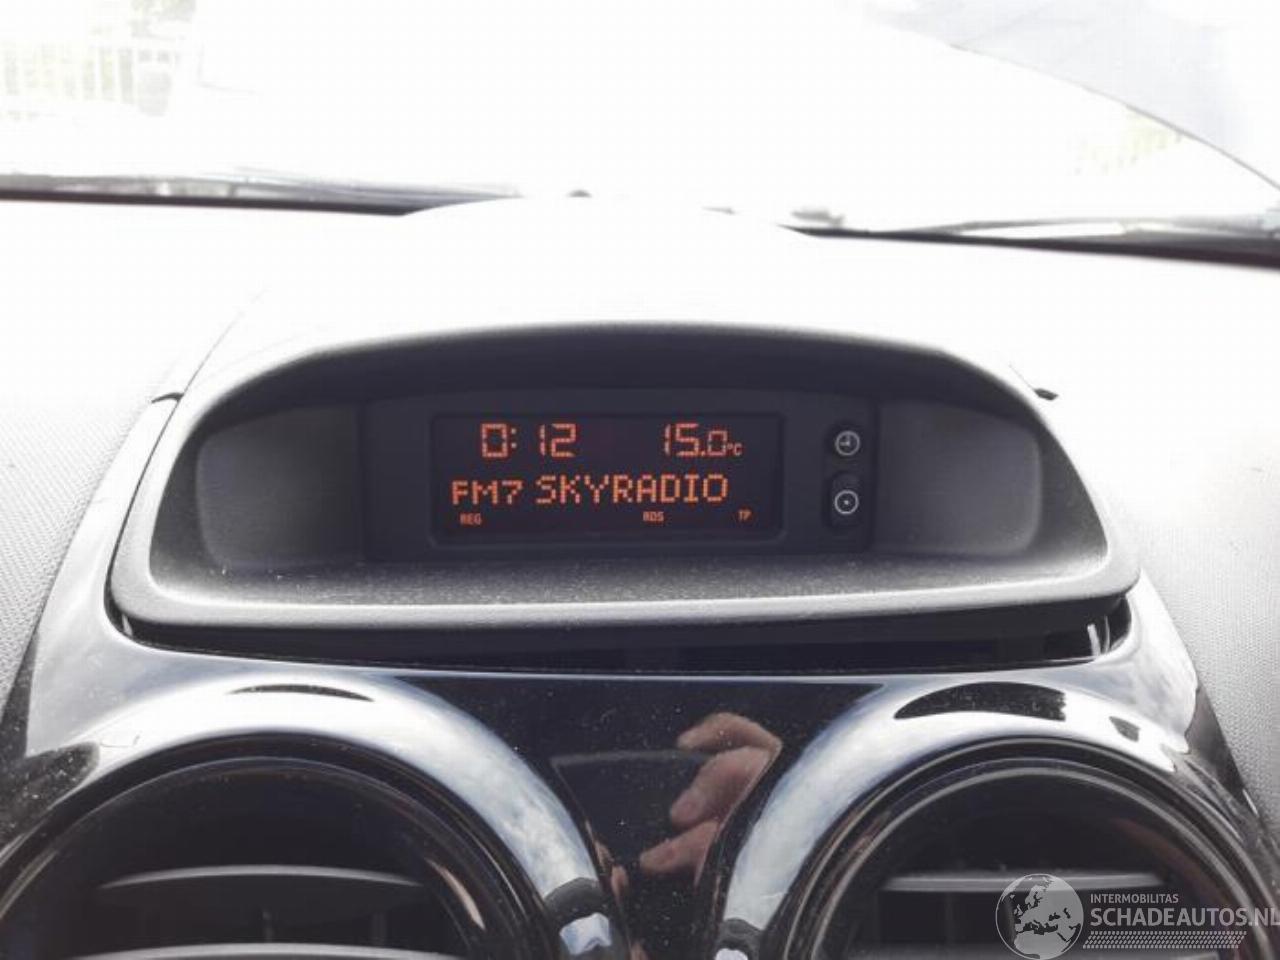 0:12 15.0°C
FM7 SKYRADIO
REG RDS TP
INTERMOBILITAS
SCHADEAUTOS.NL